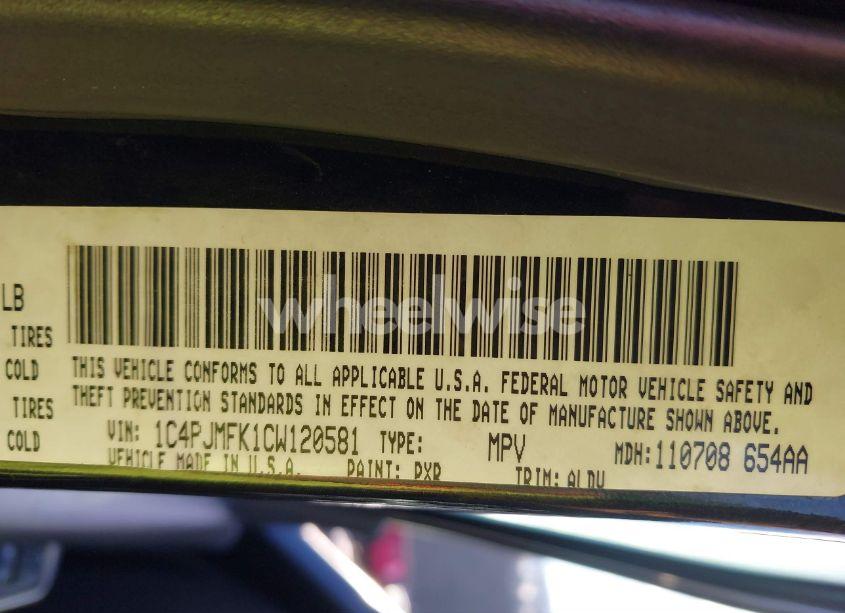 LB
TIRES
COLD
TIRES
COLD
wheelwise
THIS VEHICLE CONFORMS TO ALL APPLICABLE U.S.A. FEDERAL MOTOR VEHICLE SAFETY AND
THEFT PREVENTION STANDARDS IN EFFECT ON THE DATE OF MANUFACTURE SHOWN ABOVE.
VIN: 1C4PJMFK1CW120581 TYPE: MPV MDH:110708 654AA
VEHICLE MADE IN U.S.A. PAINT: PXR TRIM: ALDV